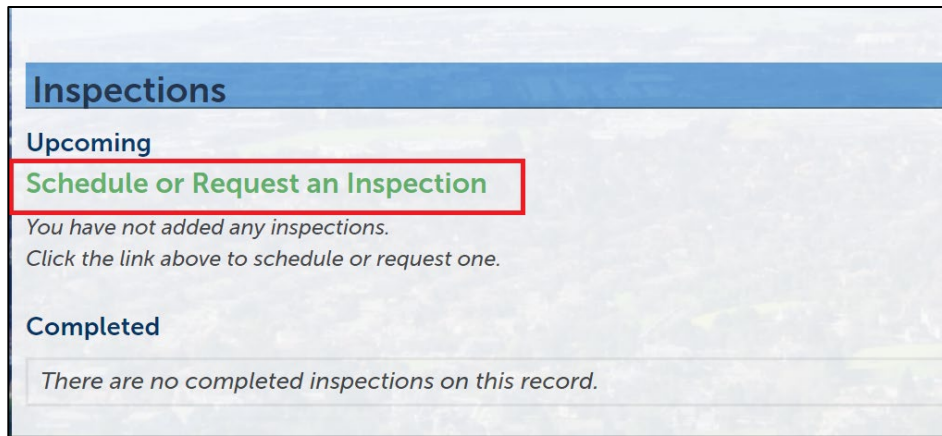 Inspections
Upcoming
Schedule or Request an Inspection
You have not added any inspections.
Click the link above to schedule or request one.
Completed
There are no completed inspections on this record.